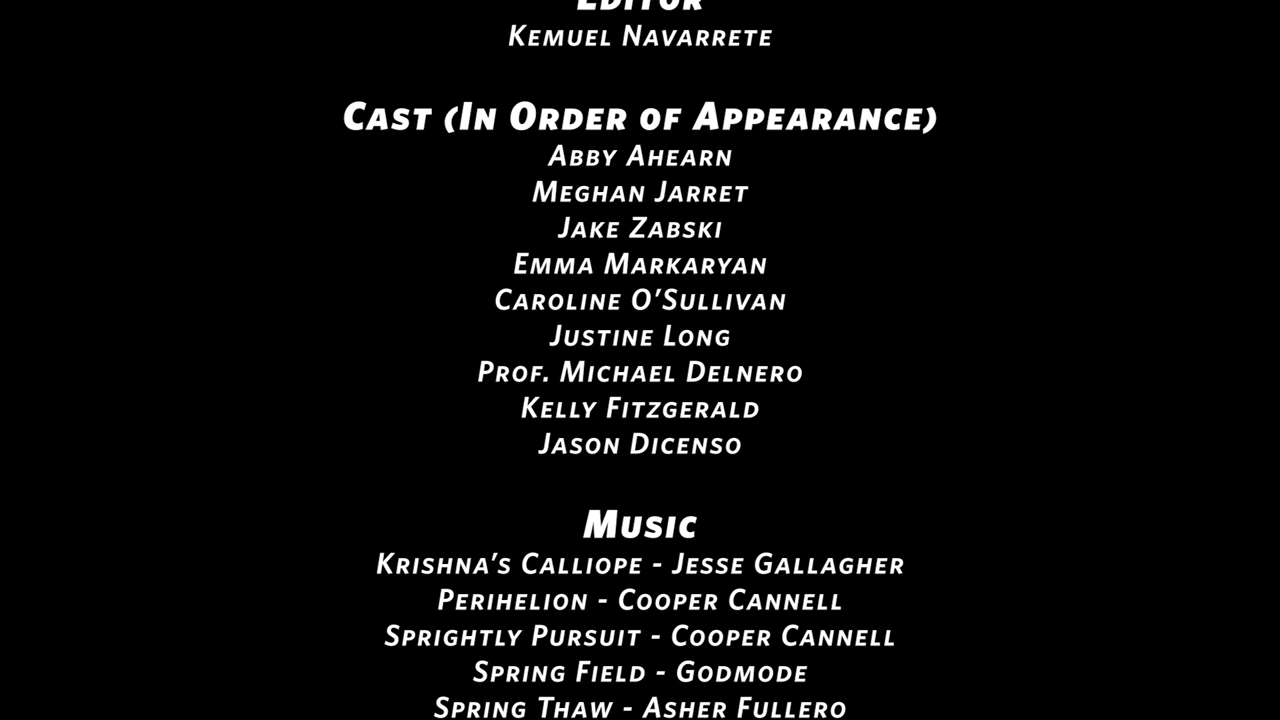 EDITOR
KEMUEL NAVARRETE
CAST (IN ORDER OF APPEARANCE)
ABBY AHEARN
MEGHAN JARRET
JAKE ZABSKI
EMMA MARKARYAN
CAROLINE O'SULLIVAN
JUSTINE LONG
PROF. MICHAEL DELNERO
KELLY FITZGERALD
JASON DICENSO
MUSIC
KRISHNA'S CALLIOPE - JESSE GALLAGHER
PERIHELION - COOPER CANNELL
SPRIGHTLY PURSUIT - COOPER CANNELL
SPRING FIELD - GODMODE
SPRING THAW - ASHER FULLERO